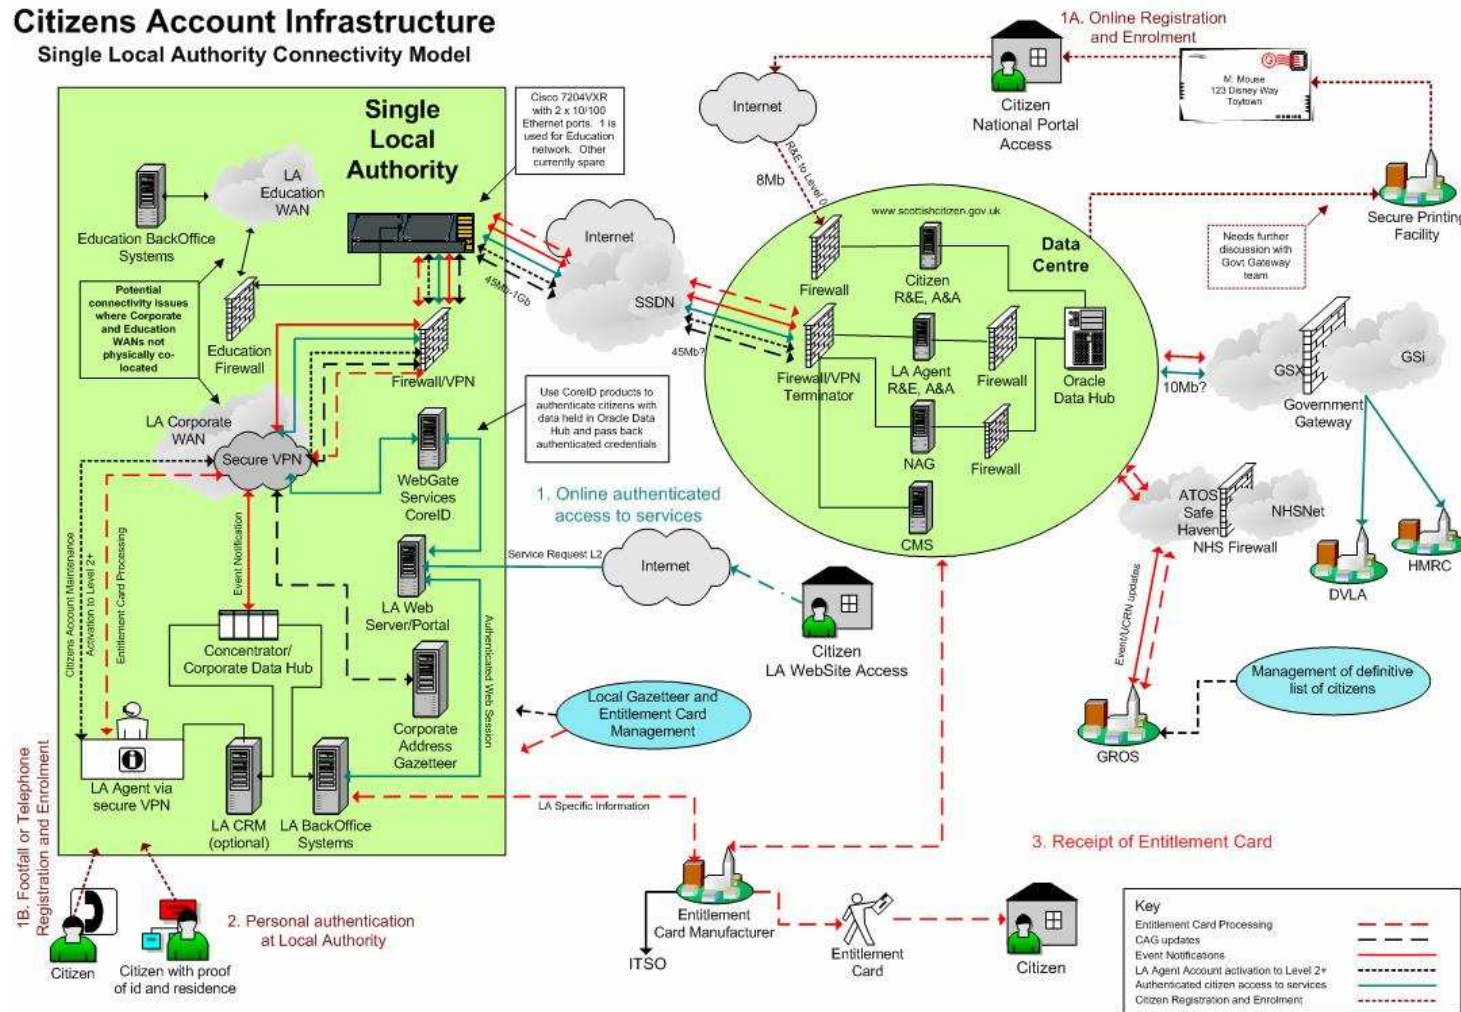 Citizens Account Infrastructure
Single Local Authority Connectivity Model
1A. Online Registration
and Enrolment
M. Mouse
123 Disney Way
Toytown
Citizen
National Portal
Access
Internet
R&E to Level 0
8Mb
Secure Printing
Facility
Needs further
discussion with
Govt Gateway
team
Single
Local
Authority
Cisco 7204VXR
with 2 x 10/100
Ethernet ports. 1 is
used for Education
network. Other
currently spare
LA
Education
WAN
Education BackOffice
Systems
Potential
connectivity issues
where Corporate
and Education
WANs not
physically co-
located
Education
Firewall
Firewall/VPN
LA Corporate
WAN
Secure VPN
WebGate
Services
CoreID
Use CoreID products to
authenticate citizens with
data held in Oracle Data
Hub and pass back
authenticated credentials
Internet
SSDN
45Mb-1Gb
45Mb?
www.scottishcitizen.gov.uk
Data
Centre
Firewall
Citizen
R&E, A&A
Firewall/VPN
Terminator
LA Agent
R&E, A&A
Firewall
Oracle
Data Hub
NAG
Firewall
CMS
10Mb?
GSX
GSi
Government
Gateway
ATOS
Safe
Haven
NHSNet
NHS Firewall
DVLA
HMRC
Event/UCRN updates
GROS
Management of definitive
list of citizens
1. Online authenticated
access to services
Service Request L2
Internet
Citizen
LA WebSite Access
LA Web
Server/Portal
Authenticated Web Session
Citizens Account Maintenance
Activation to Level 2+
Entitlement Card Processing
Event Notification
Concentrator/
Corporate Data Hub
Corporate
Address
Gazetteer
Local Gazetteer and
Entitlement Card
Management
LA Agent via
secure VPN
LA CRM
(optional)
LA BackOffice
Systems
LA Specific Information
1B. Footfall or Telephone
Registration and Enrolment
Citizen
Citizen with proof
of id and residence
2. Personal authentication
at Local Authority
Entitlement
Card Manufacturer
ITSO
Entitlement
Card
Citizen
3. Receipt of Entitlement Card
Key
Entitlement Card Processing
CAG updates
Event Notifications
LA Agent Account activation to Level 2+
Authenticated citizen access to services
Citizen Registration and Enrolment